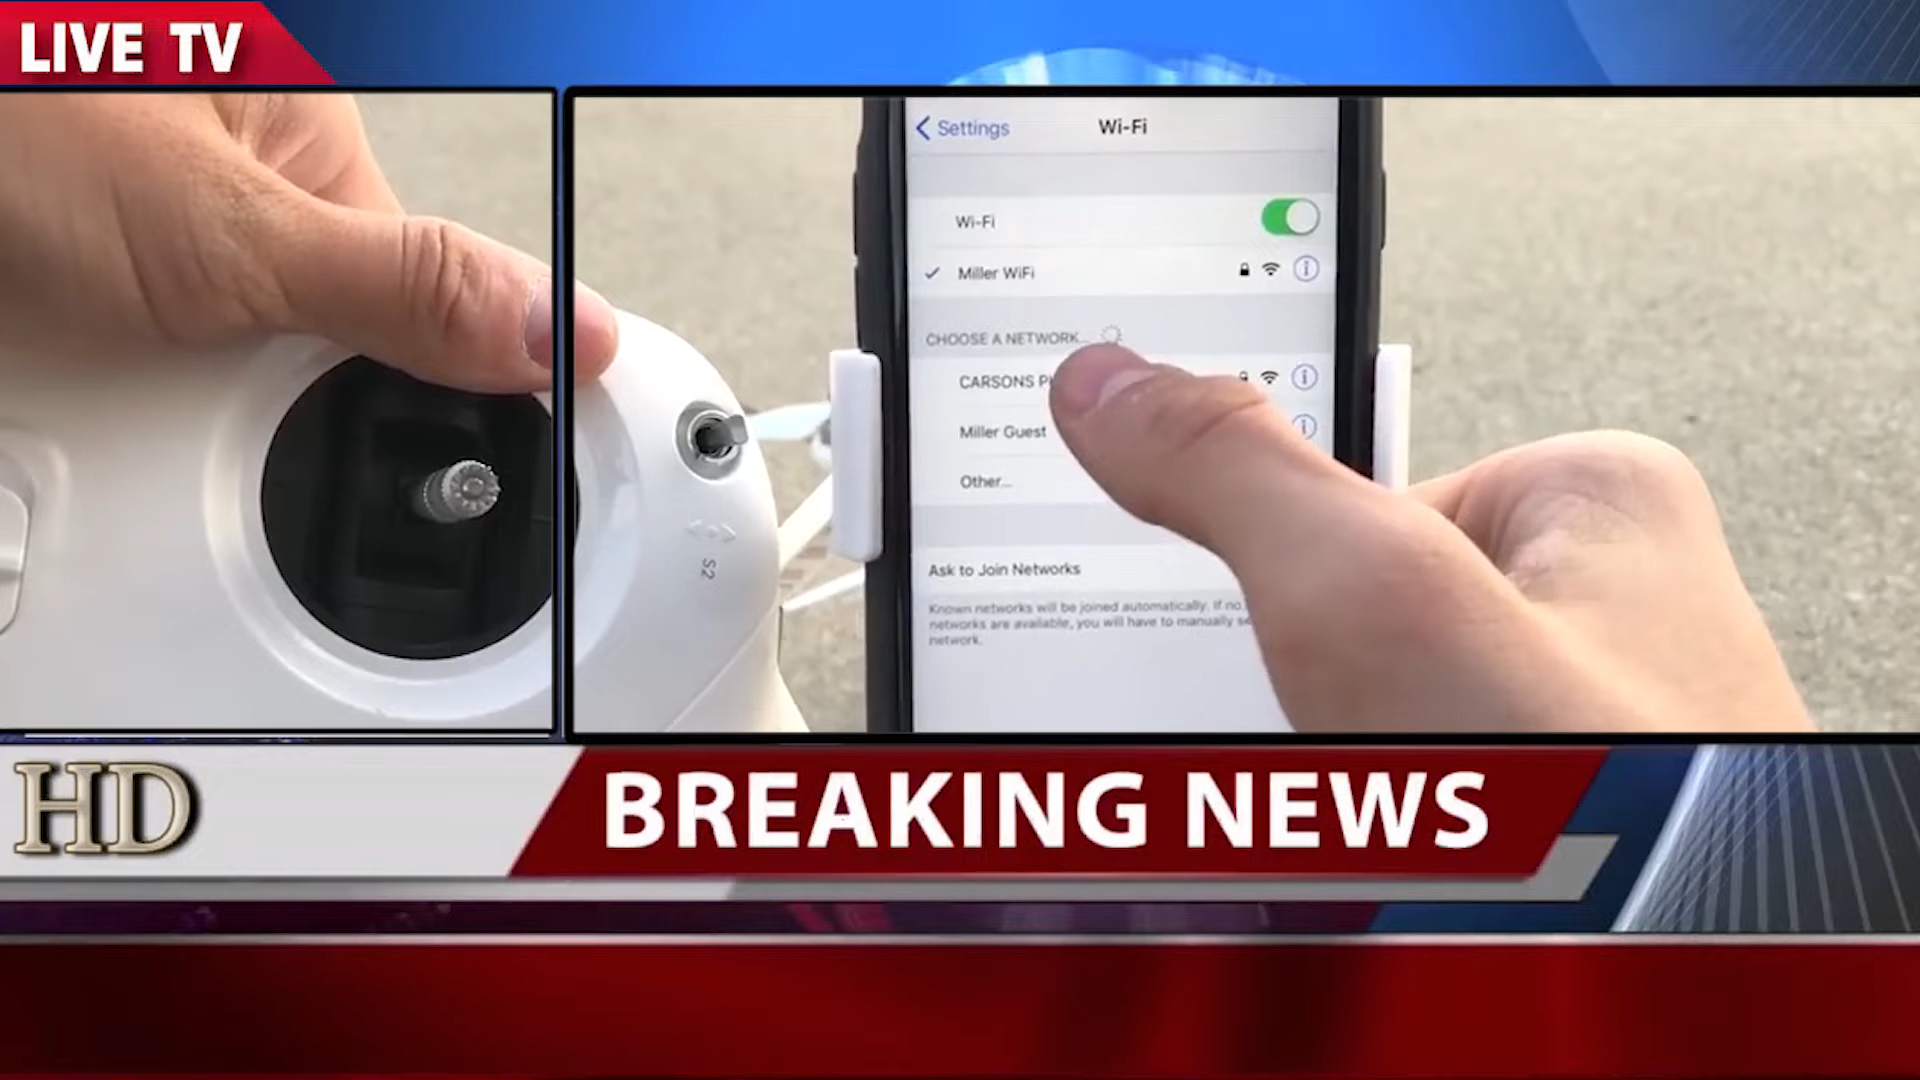 LIVE TV
Settings
Wi-Fi
Wi-Fi
Miller WiFi
CHOOSE A NETWORK...
CARSONS
Miller Guest
Other...
Ask to Join Networks
Known networks will be joined automatically. If no
networks are available, you will have to manually
network.
S2
HD
BREAKING NEWS